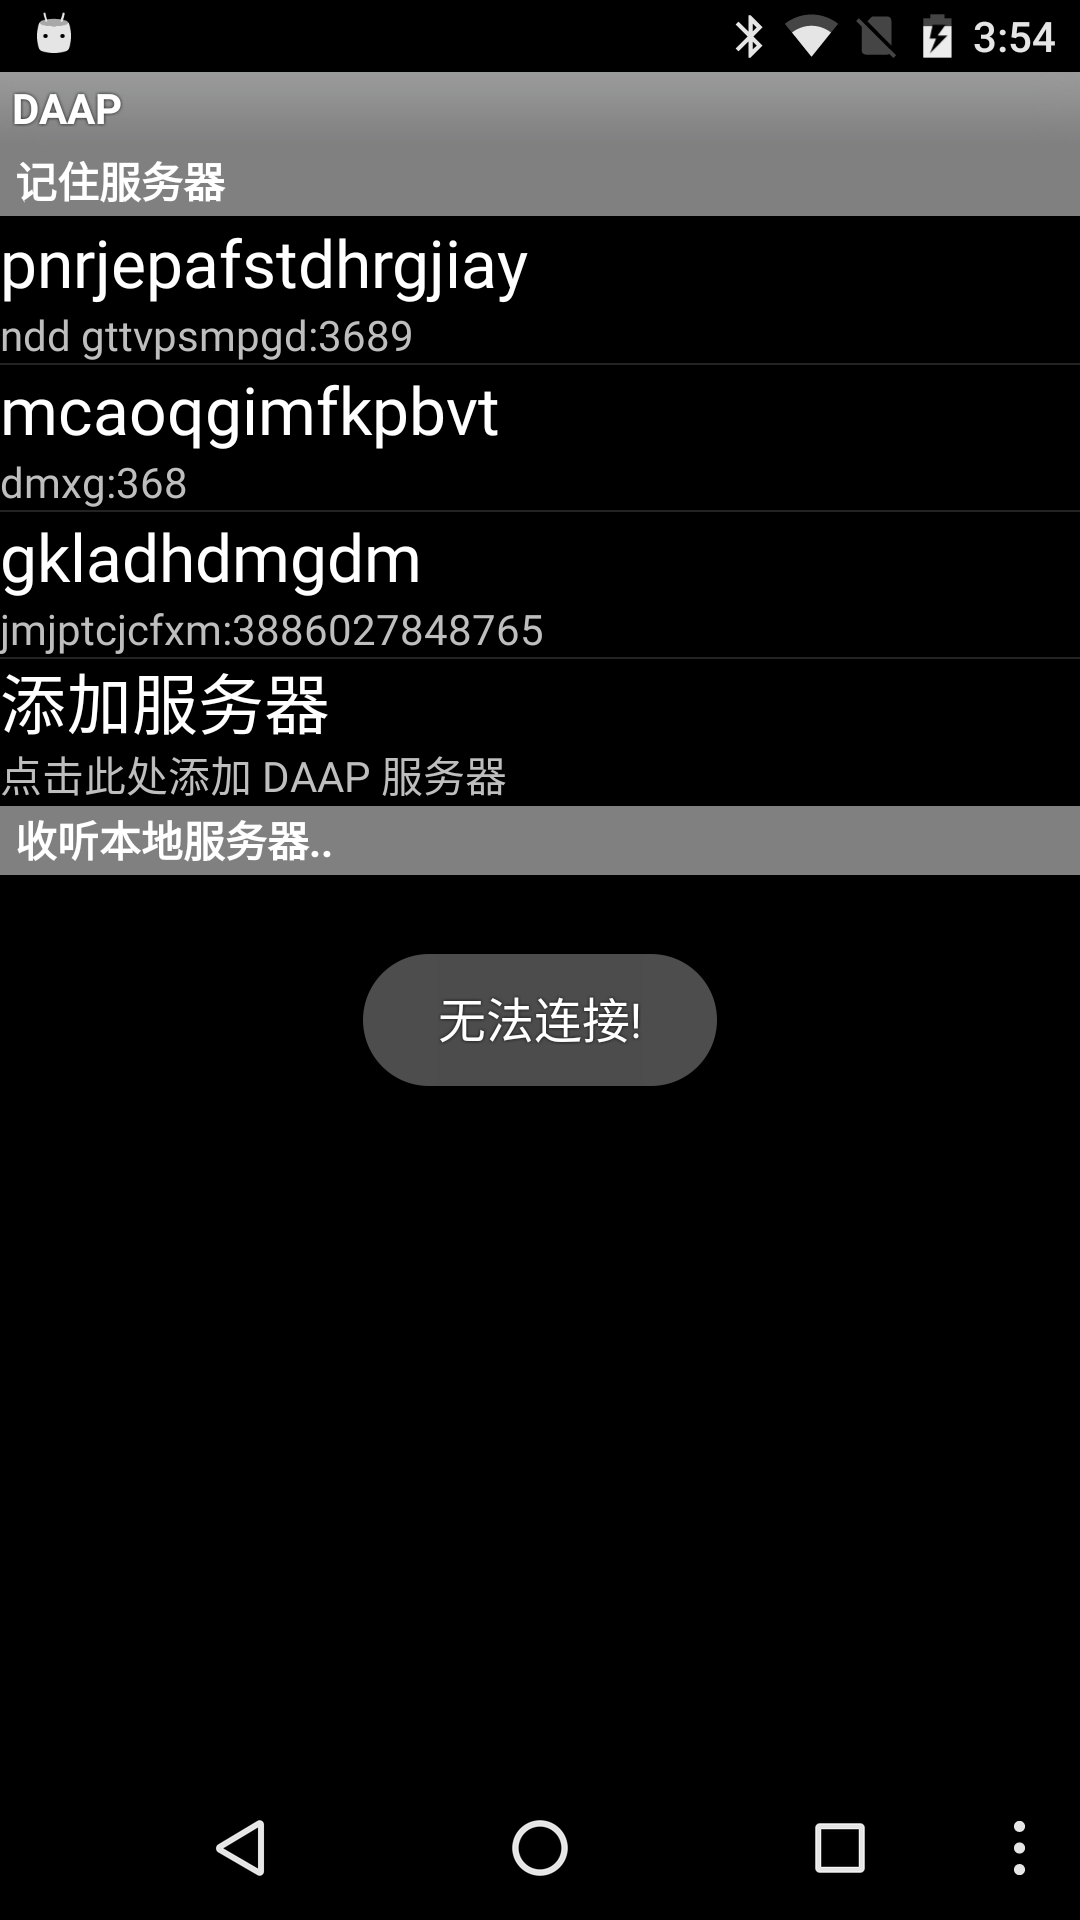 3:54
DAAP
记住服务器
pnrjepafstdhrgjiay
ndd gttvpsmpgd:3689
mcaoqgimfkpbvt
dmxg:368
gkladhdmgdm
jmjptcjcfxm:3886027848765
添加服务器
点击此处添加 DAAP 服务器
收听本地服务器..
无法连接!